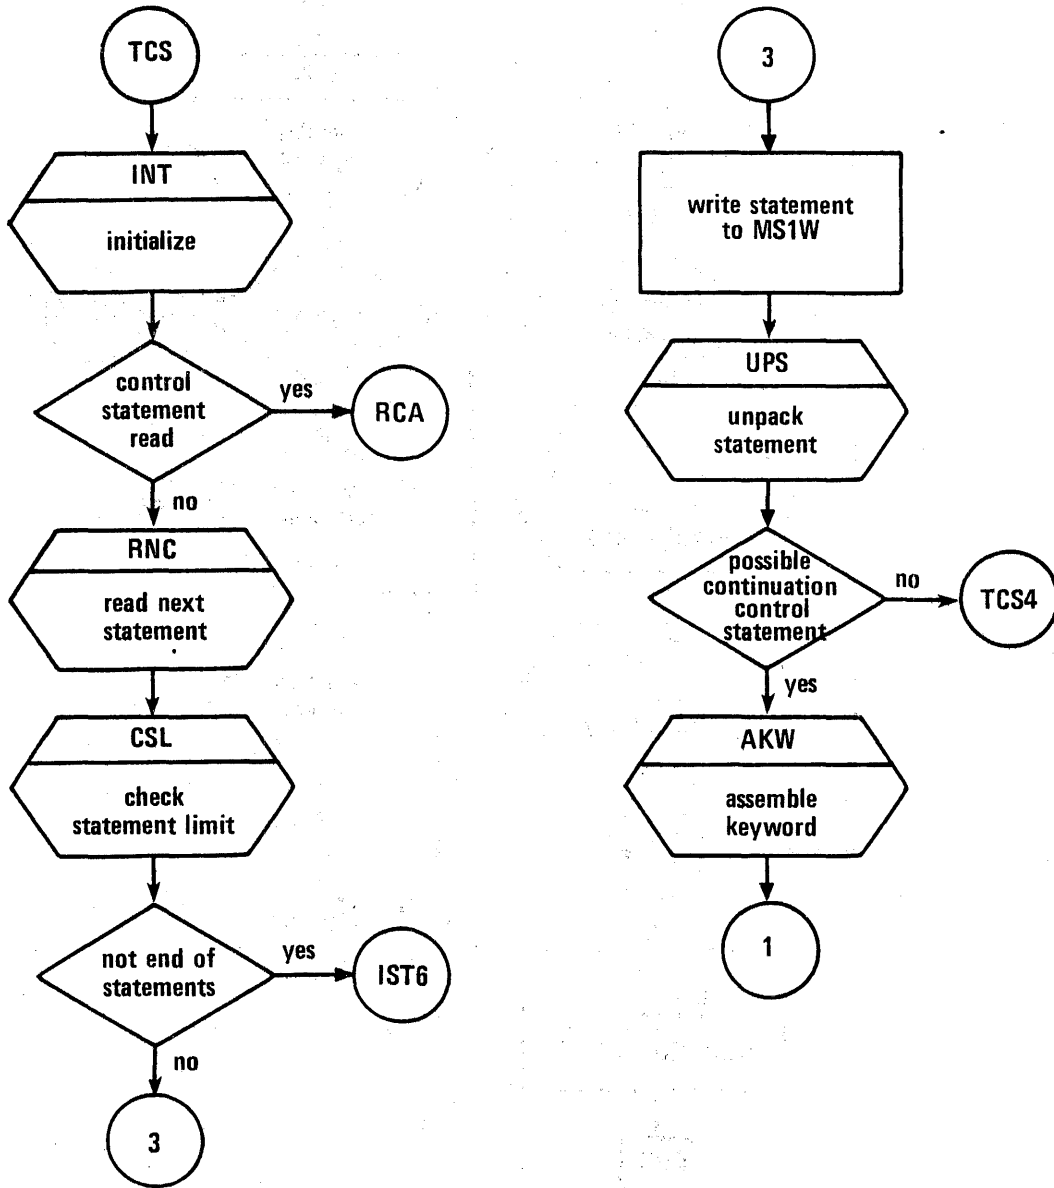 TCS
INT
initialize
control
statement
read
yes
RCA
no
RNC
read next
statement
CSL
check
statement limit
not end of
statements
yes
IST6
no
3
3
write statement
to MS1W
UPS
unpack
statement
possible
continuation
control
statement
no
TCS4
yes
AKW
assemble
keyword
1